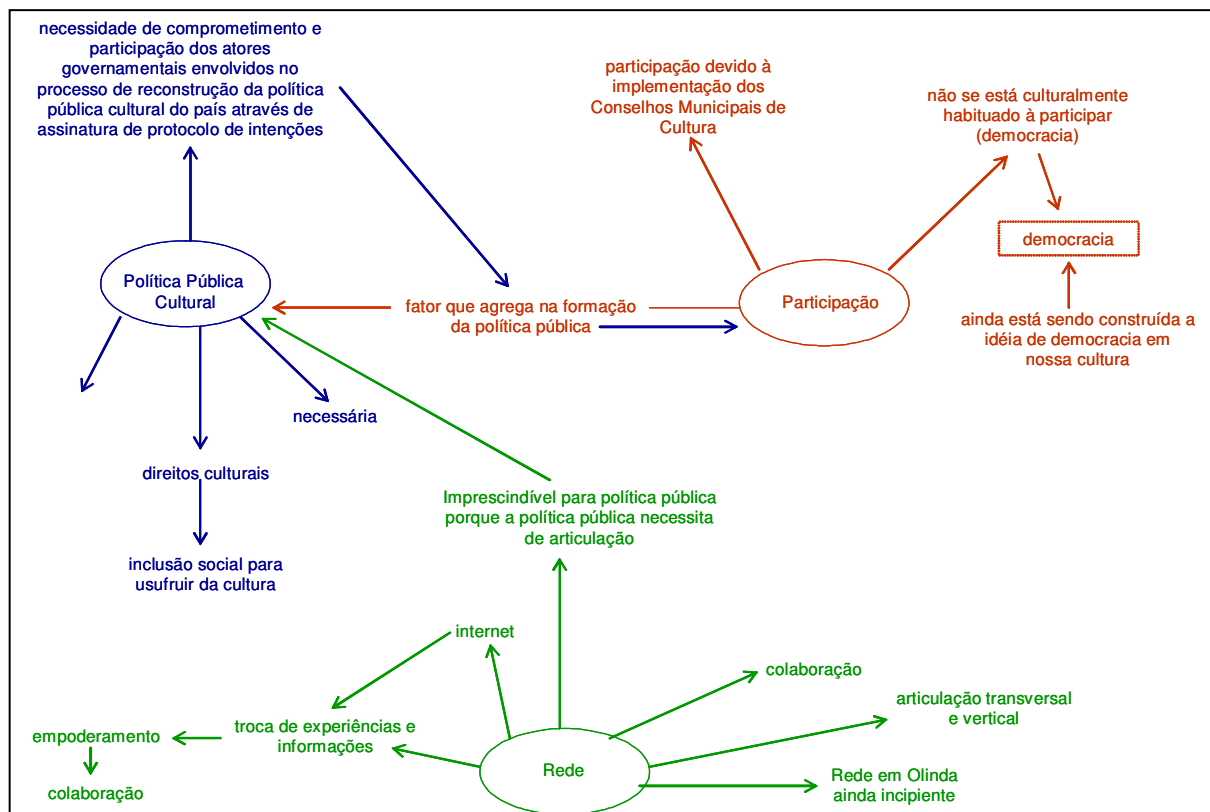 necessidade de comprometimento e
participação dos atores
governamentais envolvidos no
processo de reconstrução da política
pública cultural do país através de
assinatura de protocolo de intenções
participação devido à
implementação dos
Conselhos Municipais de
Cultura
não se está culturalmente
habituado à participar
(democracia)
democracia
ainda está sendo construída a
idéia de democracia em
nossa cultura
Política Pública
Cultural
fator que agrega na formação
da política pública
Participação
necessária
direitos culturais
inclusão social para
usufruir da cultura
Imprescindível para política pública
porque a política pública necessita
de articulação
internet
colaboração
articulação transversal
e vertical
troca de experiências e
informações
empoderamento
colaboração
Rede
Rede em Olinda
ainda incipiente